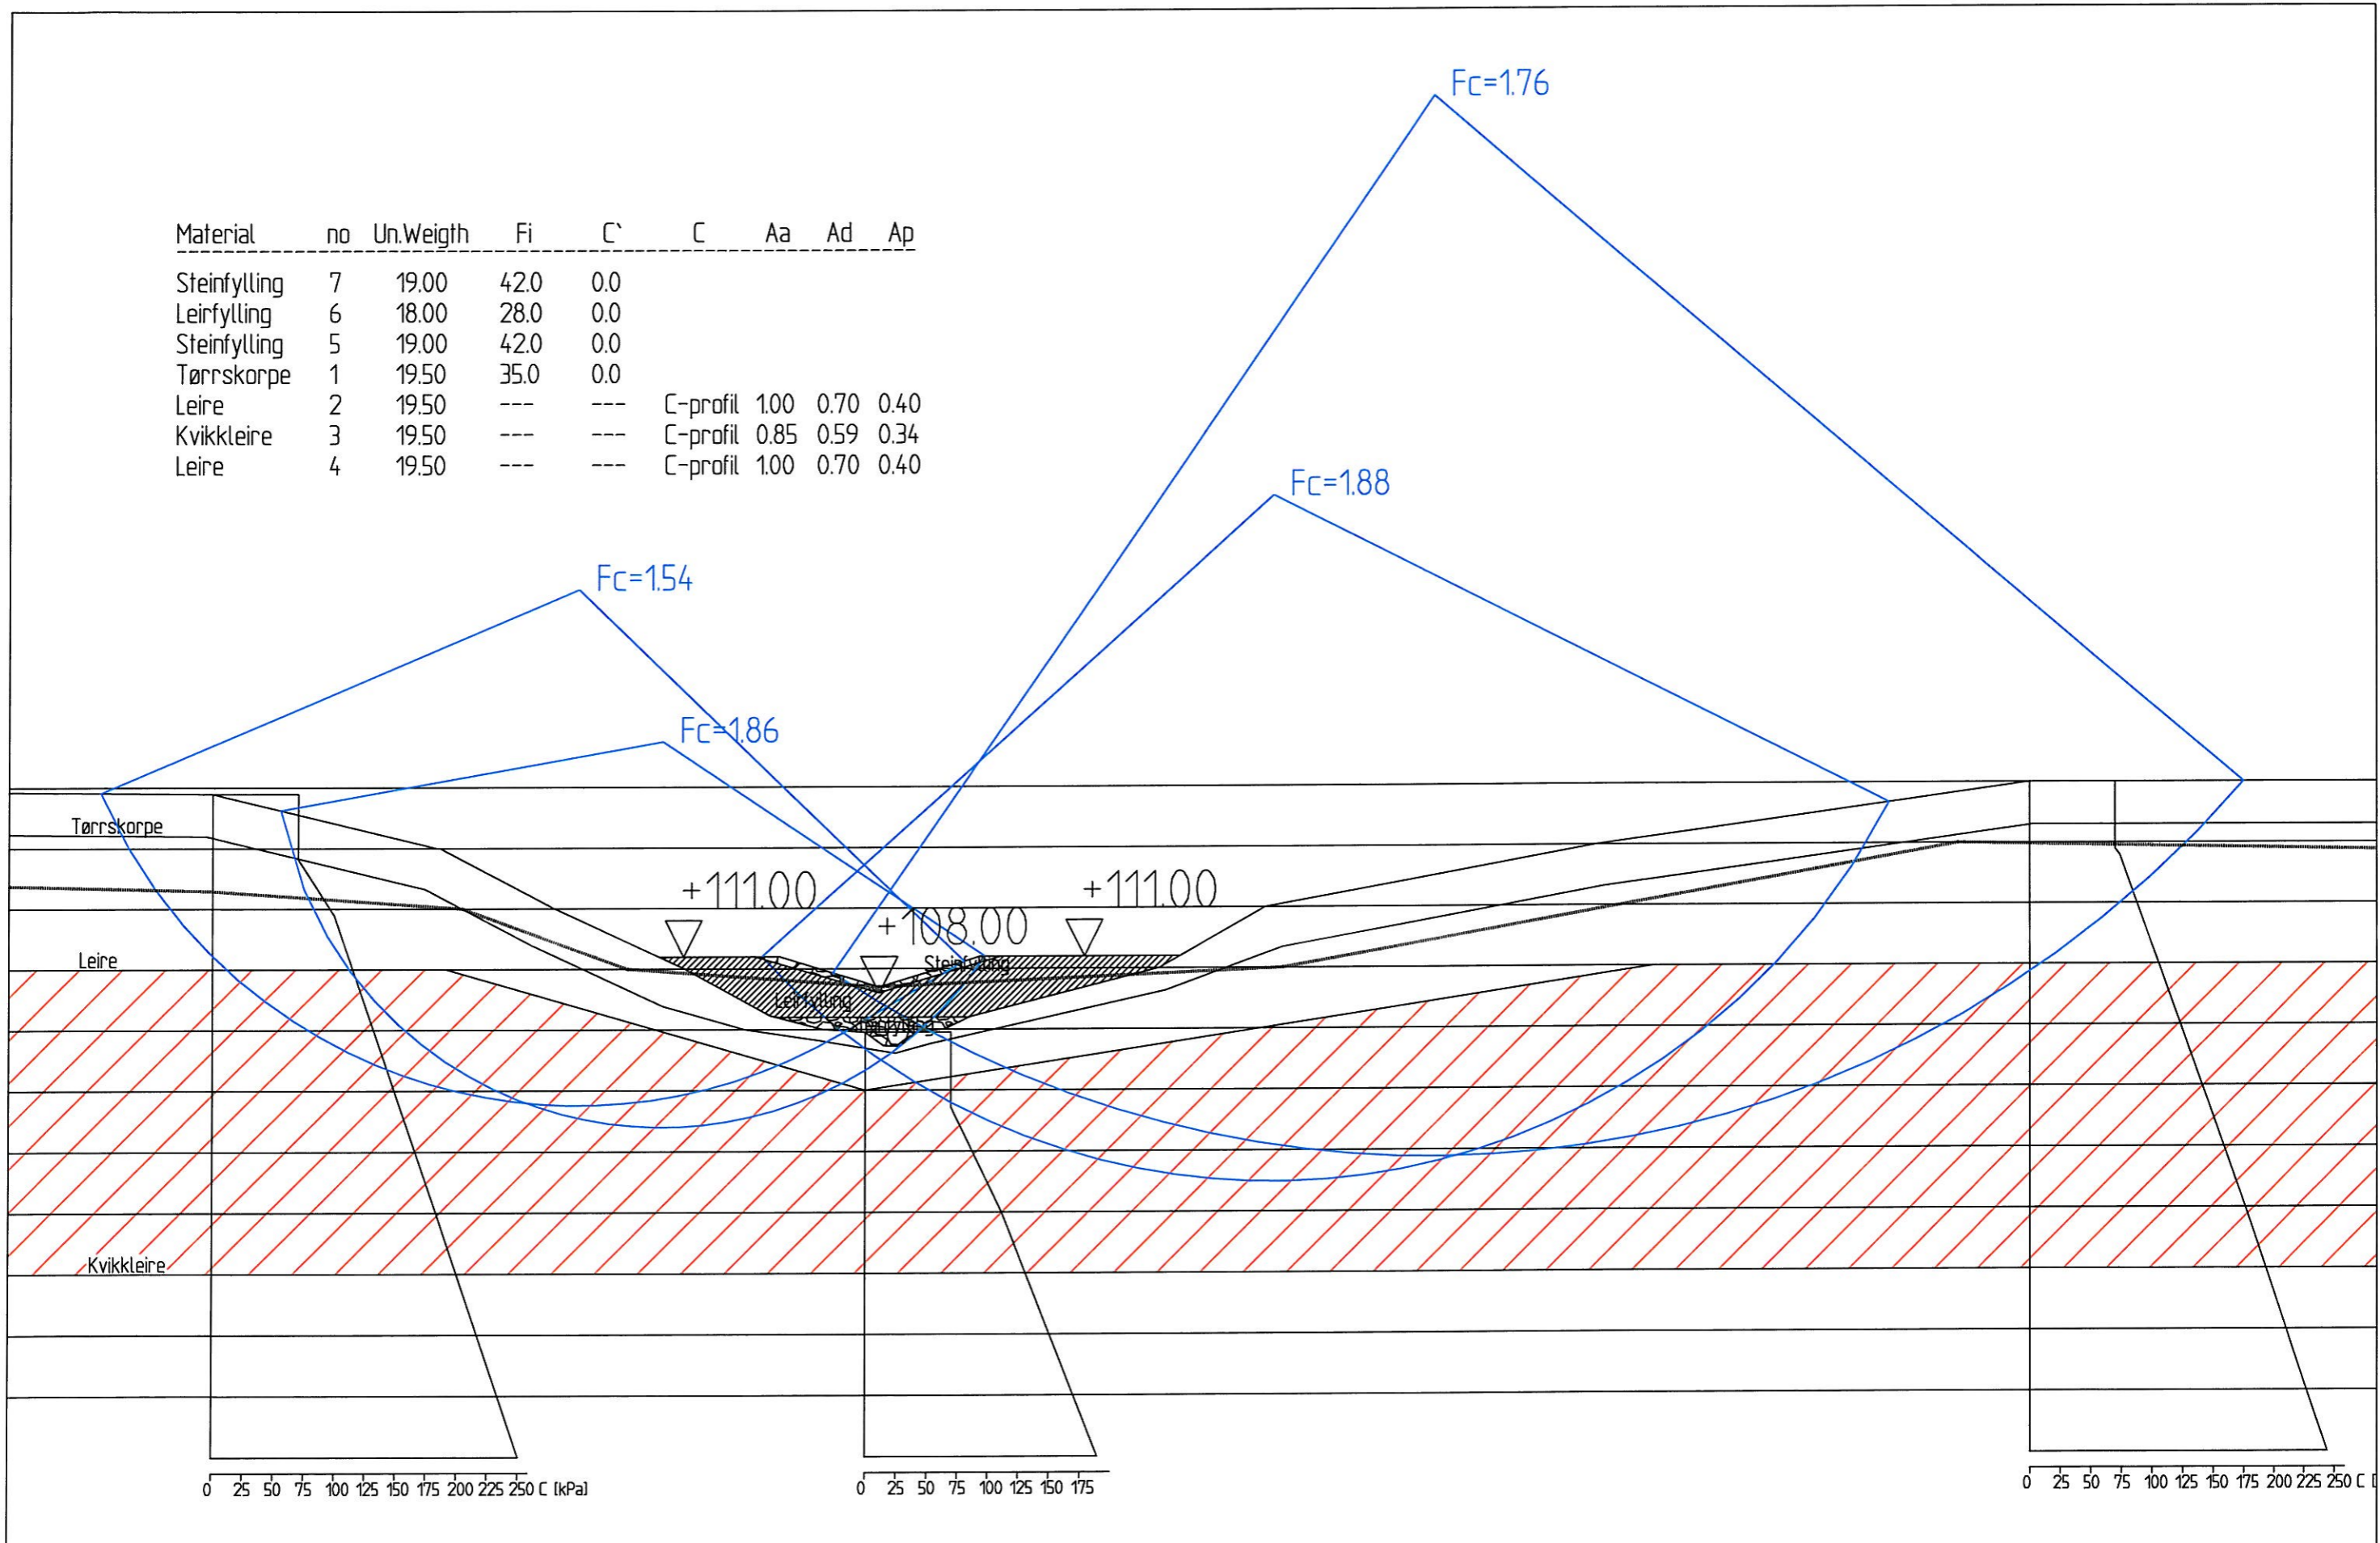 Fc=1.76
Material no Un.Weigth Fi C` C Aa Ad Ap
Steinfylling 7 19.00 42.0 0.0
Leirfylling 6 18.00 28.0 0.0
Steinfylling 5 19.00 42.0 0.0
Tørrskorpe 1 19.50 35.0 0.0
Leire 2 19.50 --- --- C-profil 1.00 0.70 0.40
Kvikkleire 3 19.50 --- --- C-profil 0.85 0.59 0.34
Leire 4 19.50 --- --- C-profil 1.00 0.70 0.40
Fc=1.88
Fc=1.54
Fc=1.86
Tørrskorpe
+111.00
+111.00
+108.00
Leire
Steinfylling
Leirfylling
Steinfylling
Kvikkleire
0 25 50 75 100 125 150 175 200 225 250 C [kPa]
0 25 50 75 100 125 150 175
0 25 50 75 100 125 150 175 200 225 250 C [